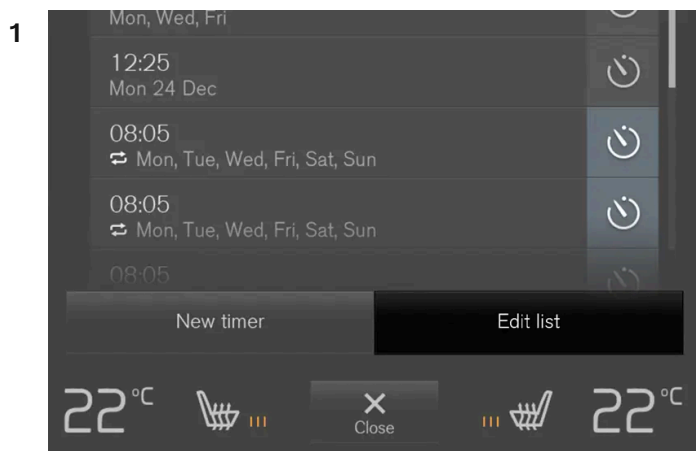 1
Mon, Wed, Fri
12:25
Mon 24 Dec
08:05
Mon, Tue, Wed, Fri, Sat, Sun
08:05
Mon, Tue, Wed, Fri, Sat, Sun
08:05
New timer
Edit list
22°C
Close
22°C